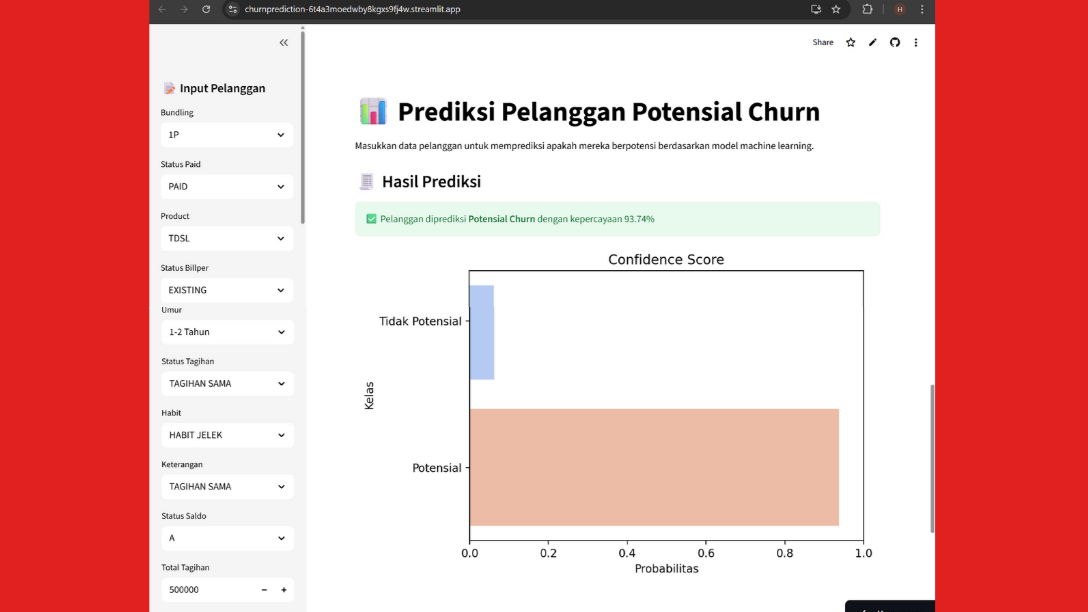 churnprediction-6t4a3moedwby8kgxs9fj4w.streamlit.app
H
Share
Input Pelanggan
Bundling
1P
Status Paid
PAID
Product
TDSL
Status Billper
EXISTING
Umur
1-2 Tahun
Status Tagihan
TAGIHAN SAMA
Habit
HABIT JELEK
Keterangan
TAGIHAN SAMA
Status Saldo
A
Total Tagihan
500000
Prediksi Pelanggan Potensial Churn
Masukkan data pelanggan untuk memprediksi apakah mereka berpotensi berdasarkan model machine learning.
Hasil Prediksi
Pelanggan diprediksi Potensial Churn dengan kepercayaan 93.74%
Confidence Score
Tidak Potensial
Kelas
Potensial
0.0 0.2 0.4 0.6 0.8 1.0
Probabilitas